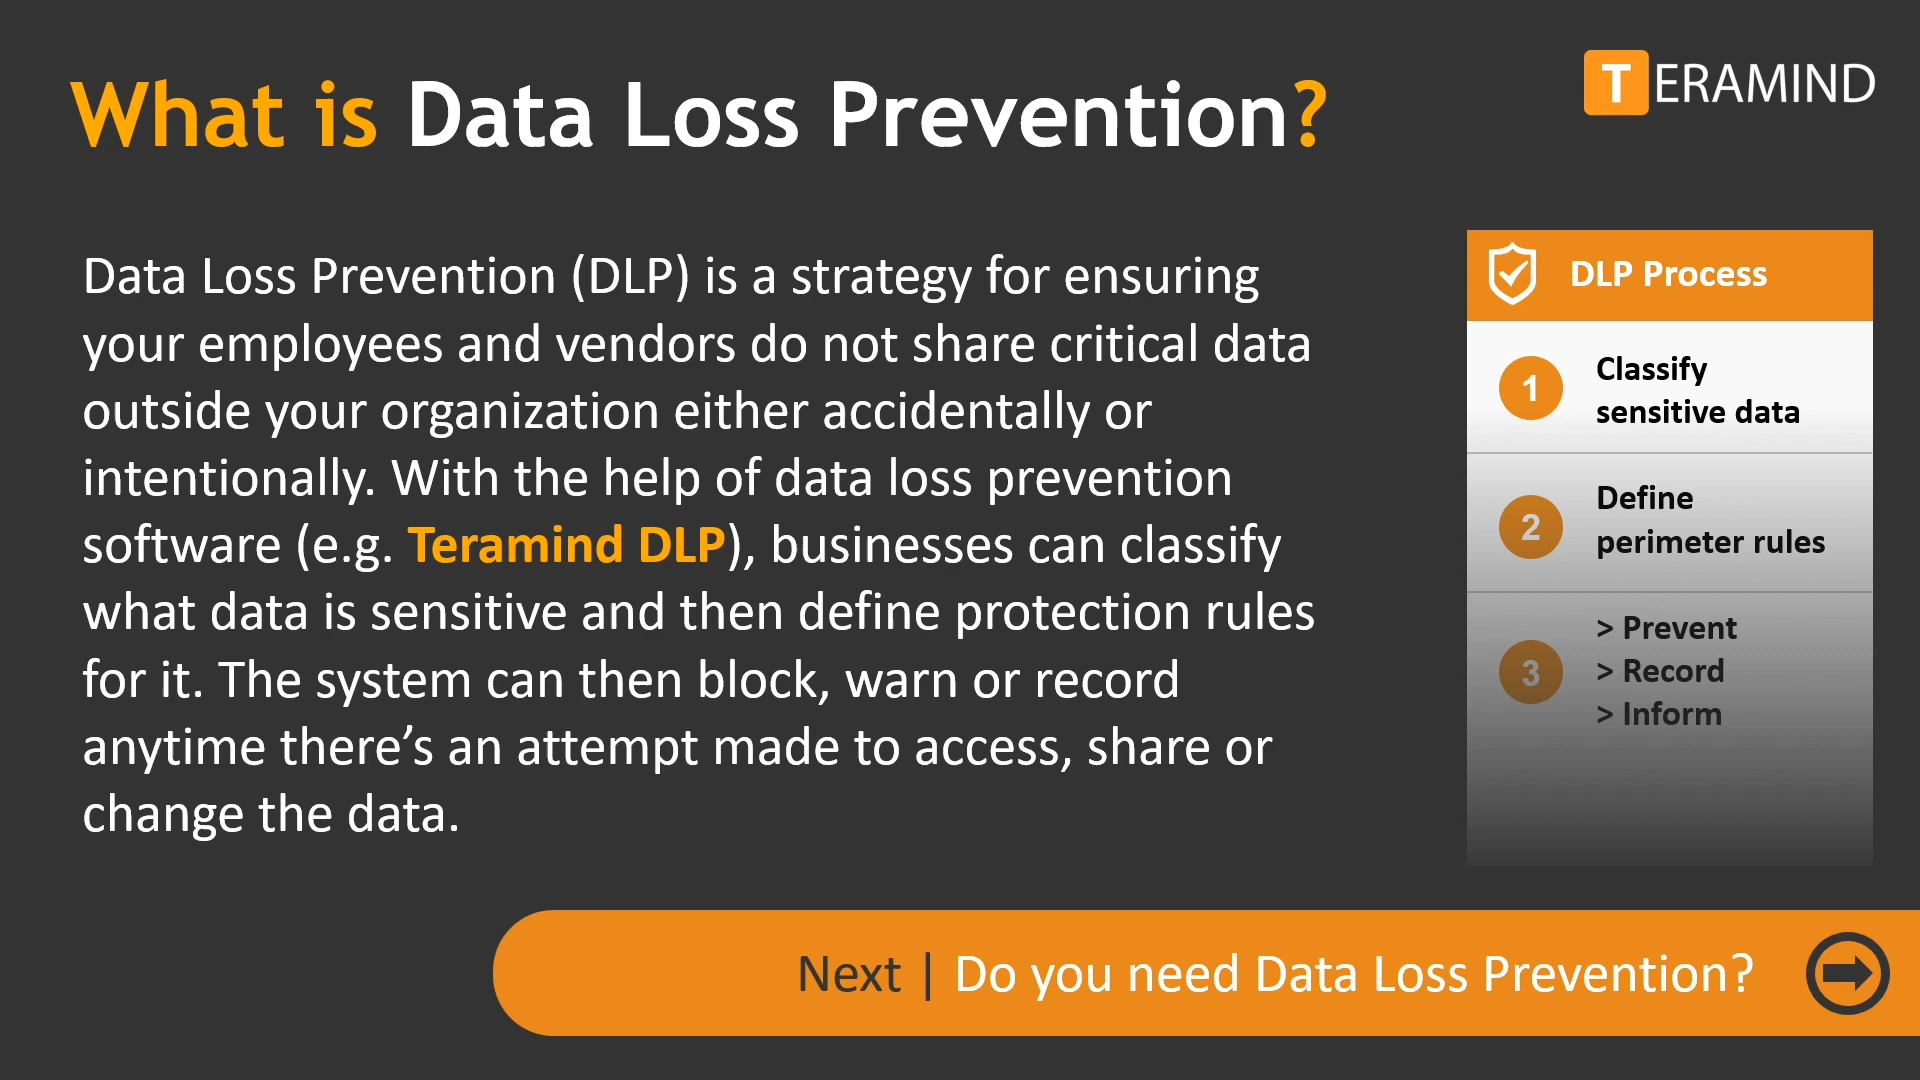 What is Data Loss Prevention?
TERAMIND
Data Loss Prevention (DLP) is a strategy for ensuring
your employees and vendors do not share critical data
outside your organization either accidentally or
intentionally. With the help of data loss prevention
software (e.g. Teramind DLP), businesses can classify
what data is sensitive and then define protection rules
for it. The system can then block, warn or record
anytime there’s an attempt made to access, share or
change the data.
DLP Process
1
Classify
sensitive data
2
Define
perimeter rules
3
> Prevent
> Record
> Inform
Next | Do you need Data Loss Prevention?